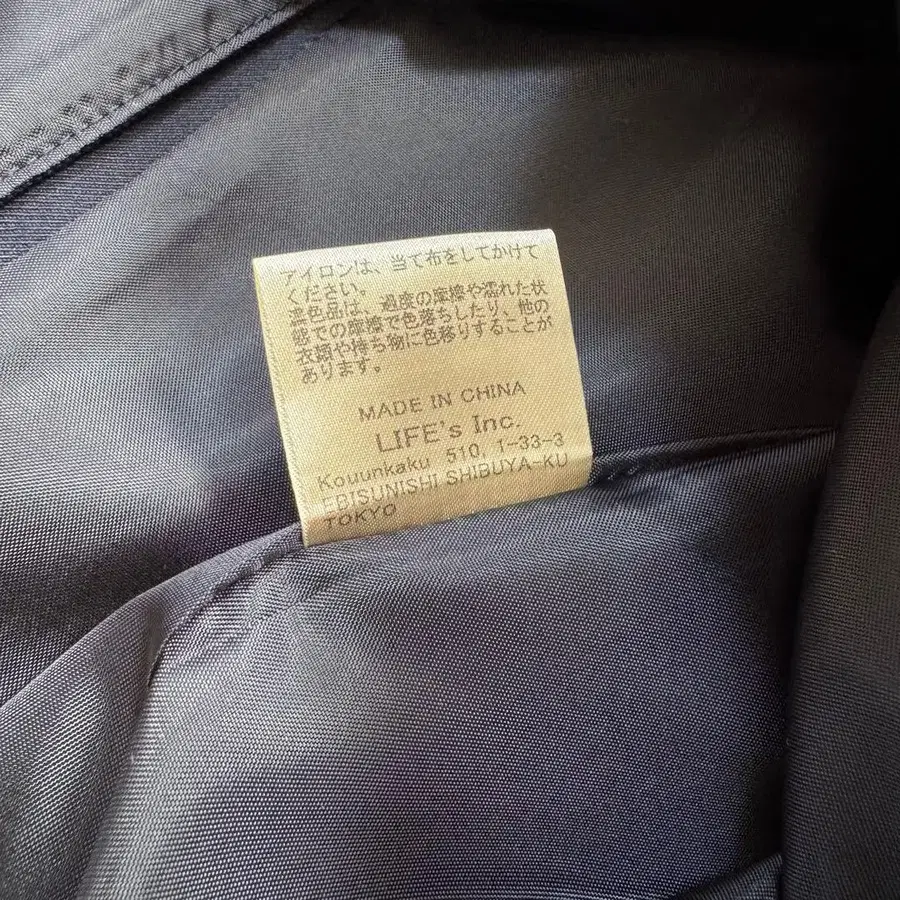 アイロンは、当て布をしてかけて
ください。
濃色品は、過度の摩擦や濡れた状
態での摩擦で色落ちしたり、他の
衣類や持ち物に色移りすることが
あります。
MADE IN CHINA
LIFE's Inc.
Kouunkaku 510, 1-33-3
EBISUNISHI SHIBUYA-KU
TOKYO